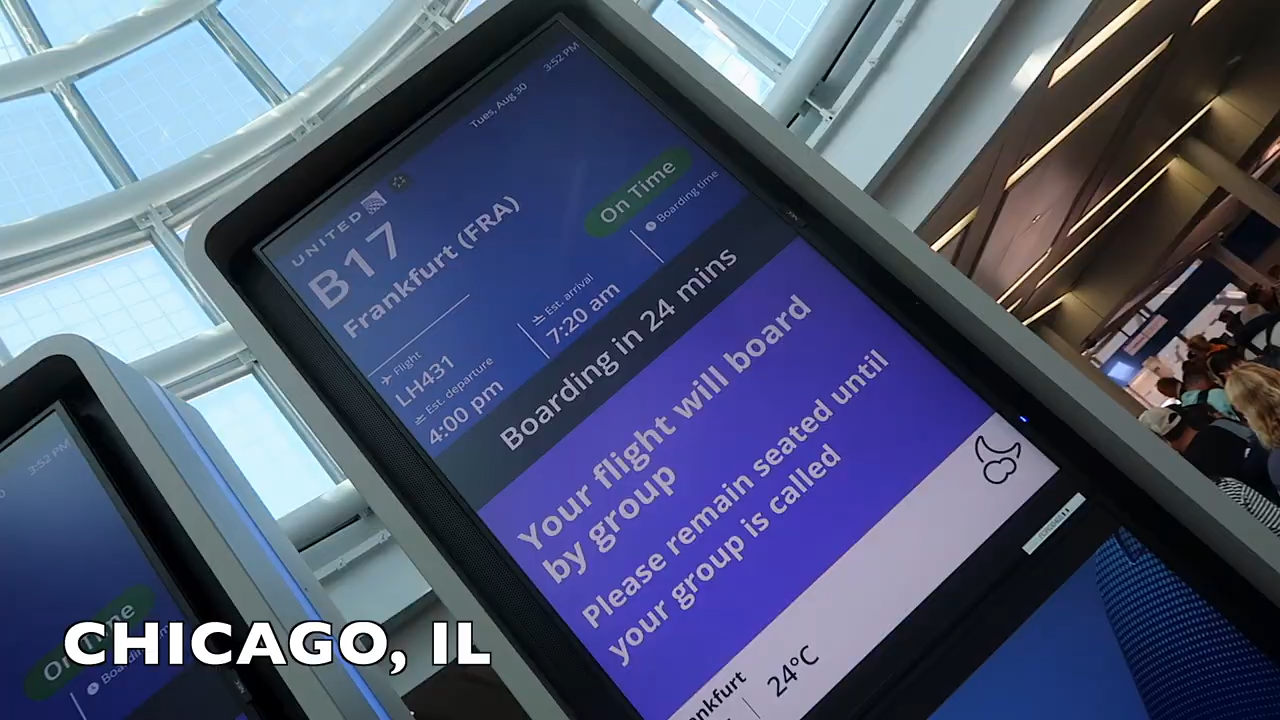 Tues, Aug 30
3:52 PM
UNITED
B17
Frankfurt (FRA)
On Time
Flight
LH431
Est. arrival
7:20 am
Boarding time
Est. departure
4:00 pm
Boarding in 24 mins
Your flight will board
by group
Please remain seated until
your group is called
24°C
3:52 PM
On Time
CHICAGO, IL